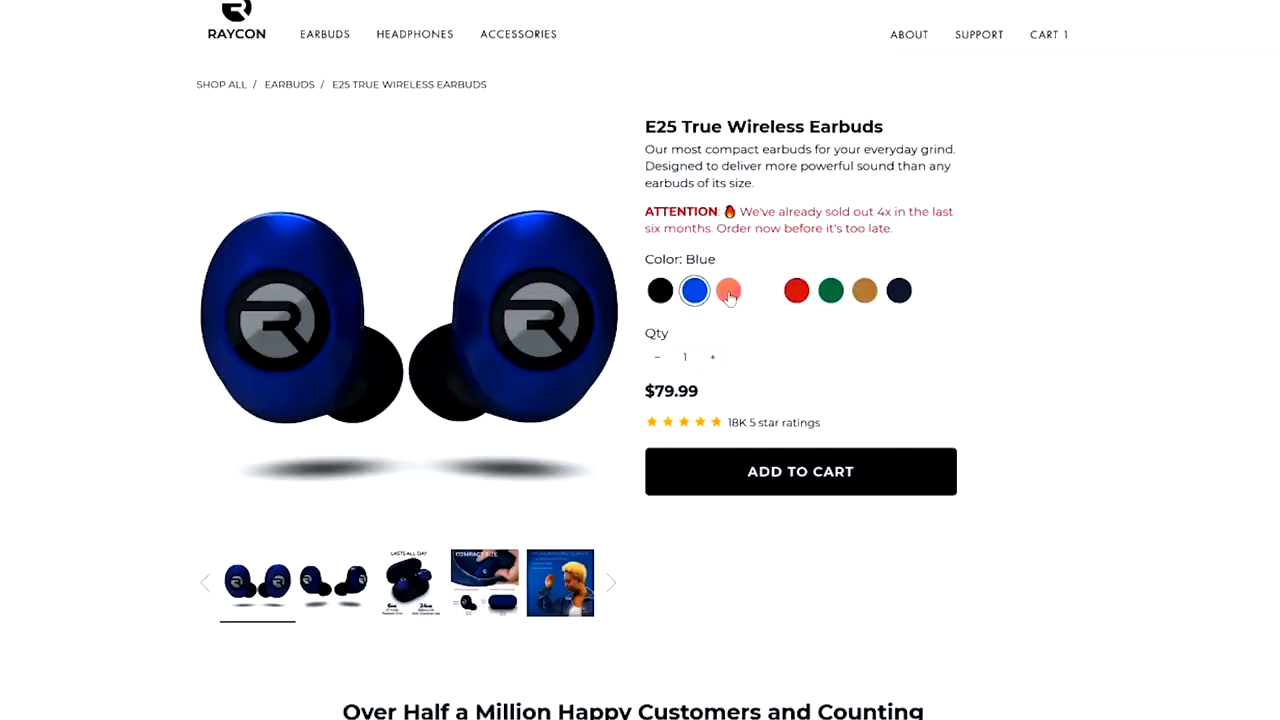 RAYCON
EARBUDS
HEADPHONES
ACCESSORIES
ABOUT
SUPPORT
CART 1
SHOP ALL / EARBUDS / E25 TRUE WIRELESS EARBUDS
E25 True Wireless Earbuds
Our most compact earbuds for your everyday grind.
Designed to deliver more powerful sound than any
earbuds of its size.
ATTENTION: 🔥 We've already sold out 4x in the last
six months. Order now before it's too late.
Color: Blue
Qty
− 1 +
$79.99
18K 5 star ratings
ADD TO CART
LASTS ALL DAY
COMPACT SIZE
Over Half a Million Happy Customers and Counting